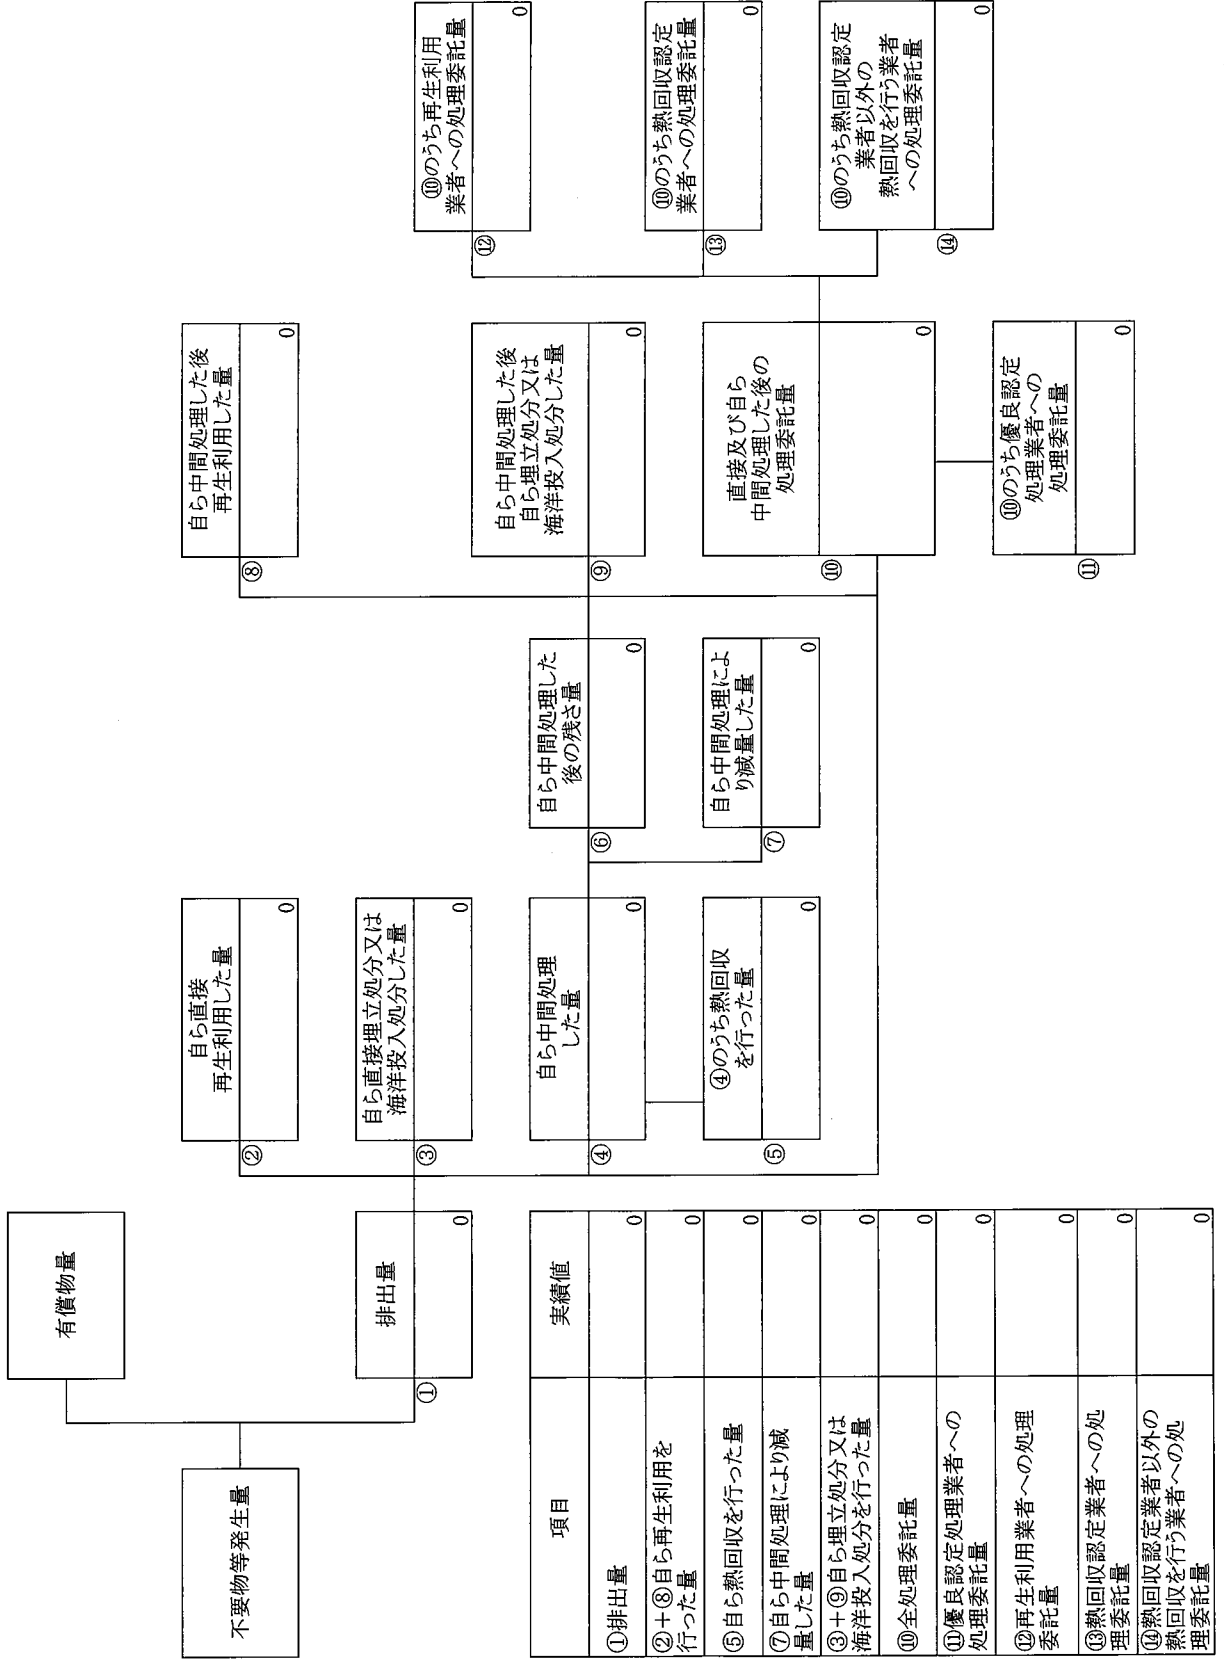 不要物等発生量
有償物量
排出量
①
0
自ら直接
再生利用した量
②
0
自ら直接埋立処分又は
海洋投入処分した量
③
0
自ら中間処理
した量
④
0
④のうち熱回収
を行った量
⑤
0
自ら中間処理した
後の残さ量
⑥
0
自ら中間処理によ
り減量した量
⑦
0
自ら中間処理した後
再生利用した量
⑧
0
自ら中間処理した後
自ら埋立処分又は
海洋投入処分した量
⑨
0
直接及び自ら
中間処理した後の
処理委託量
⑩
0
⑩のうち優良認定
処理業者への
処理委託量
⑪
0
⑩のうち再生利用
業者への処理委託量
⑫
0
⑩のうち熱回収認定
業者への処理委託量
⑬
0
⑩のうち熱回収認定
業者以外の
熱回収を行う業者
への処理委託量
⑭
0
項目 実績値
①排出量 0
②+⑧自ら再生利用を
行った量 0
⑤自ら熱回収を行った量 0
⑦自ら中間処理により減
量した量 0
③+⑨自ら埋立処分又は
海洋投入処分を行った量 0
⑩全処理委託量 0
⑪優良認定処理業者への
処理委託量 0
⑫再生利用業者への処理
委託量 0
⑬熱回収認定業者への処
理委託量 0
⑭熱回収認定業者以外の
熱回収を行う業者への処
理委託量 0